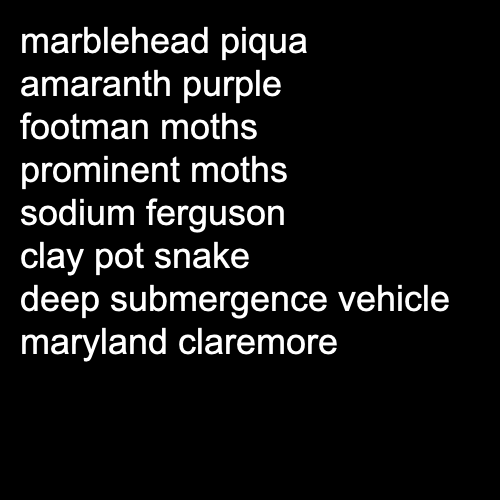 marblehead piqua
amaranth purple
footman moths
prominent moths
sodium ferguson
clay pot snake
deep submergence vehicle
maryland claremore